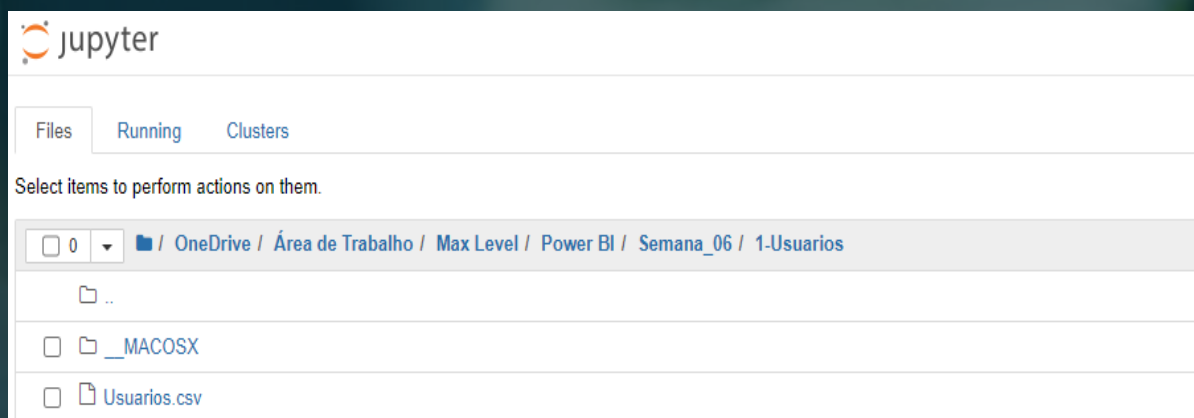 jupyter
Files Running Clusters
Select items to perform actions on them.
0 / OneDrive / Área de Trabalho / Max Level / Power BI / Semana_06 / 1-Usuarios
..
__MACOSX
Usuarios.csv